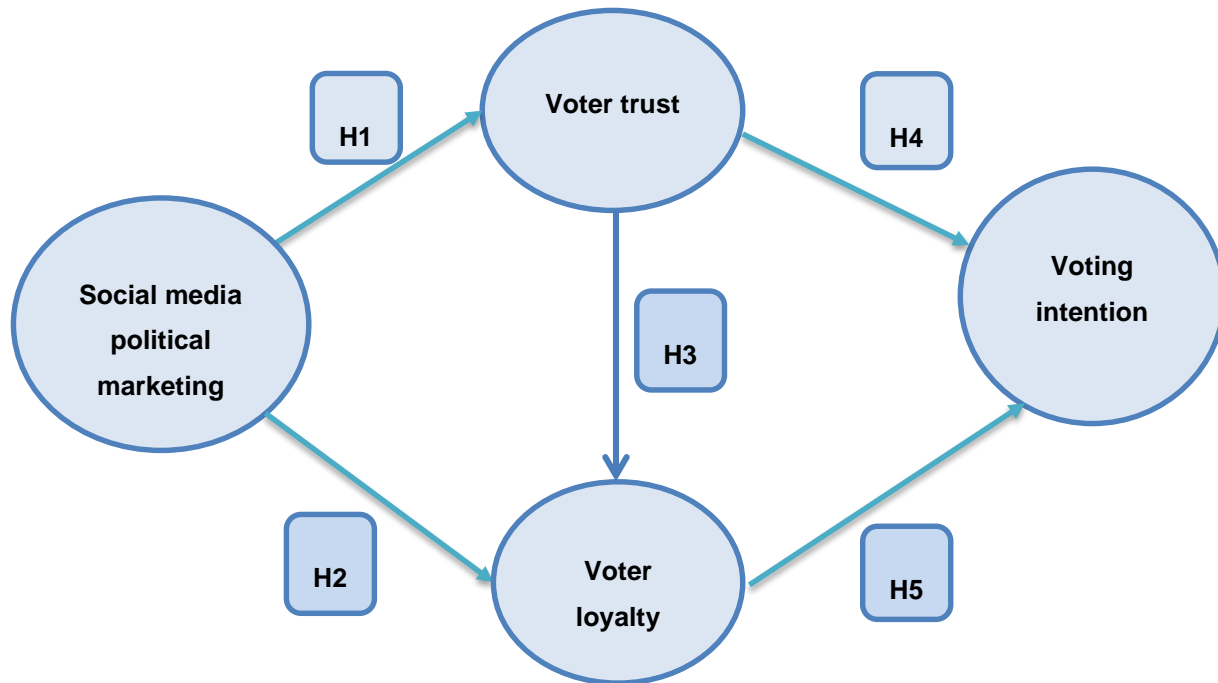 Voter trust
H1
H4
Social media
political
marketing
Voting
intention
H3
H2
Voter
loyalty
H5